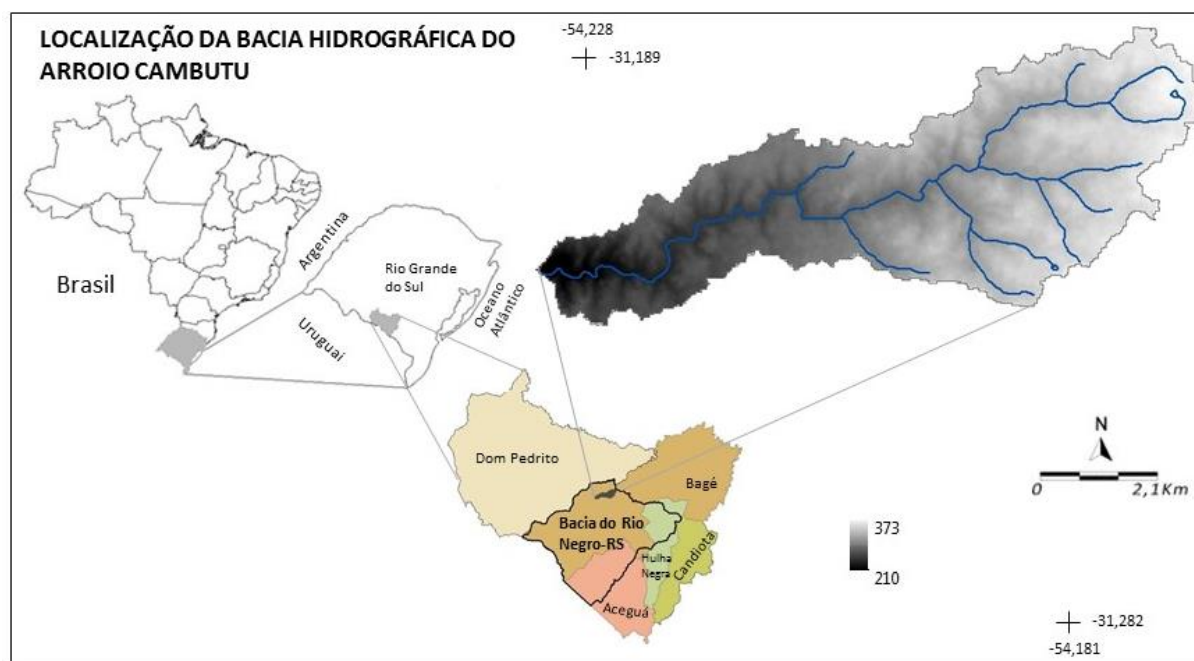 LOCALIZAÇÃO DA BACIA HIDROGRÁFICA DO
ARROIO CAMBUTU
-54,228
-31,189
Brasil
Argentina
Rio Grande
do Sul
Uruguai
Oceano
Atlântico
Dom Pedrito
Bagé
Bacia do Rio
Negro-RS
Hulha
Negra
Candiota
Aceguá
N
0 2,1Km
373
210
-31,282
-54,181